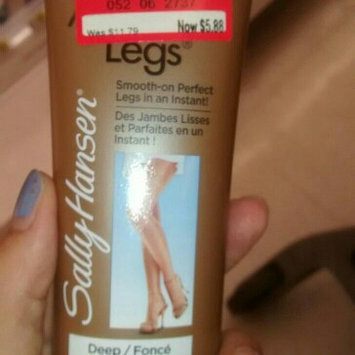 052 06 2737
Was $11.79 Now $5.88
Legs®
Smooth-on Perfect
Legs in an Instant!
Des Jambes Lisses
et Parfaites en un
Instant !
Sally Hansen®
Deep / Foncé